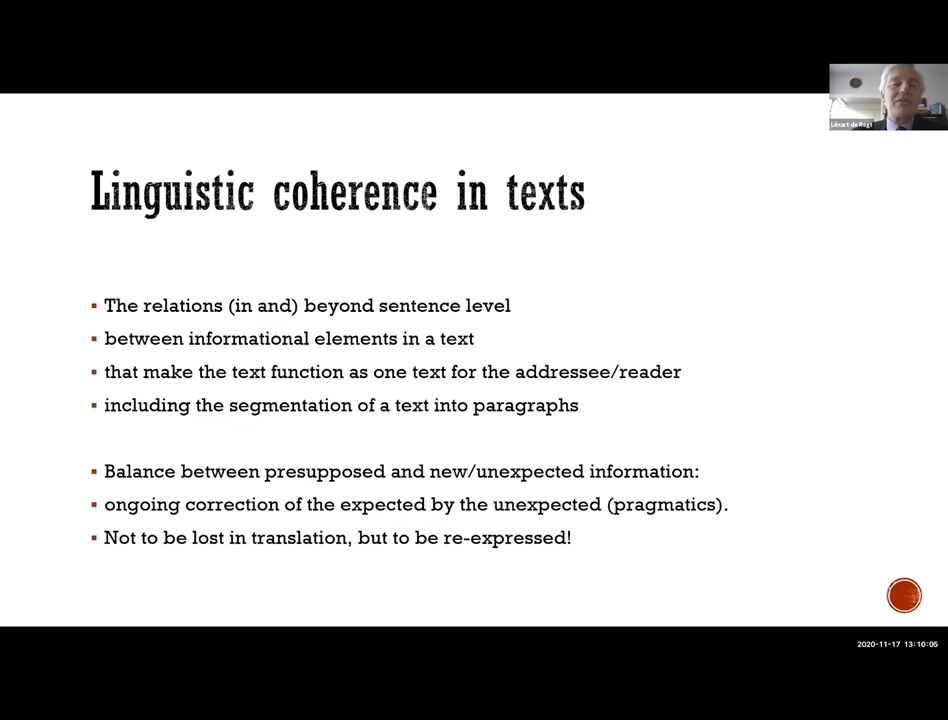 Lénart de Regt
Linguistic coherence in texts
▪ The relations (in and) beyond sentence level
▪ between informational elements in a text
▪ that make the text function as one text for the addressee/reader
▪ including the segmentation of a text into paragraphs
▪ Balance between presupposed and new/unexpected information:
▪ ongoing correction of the expected by the unexpected (pragmatics).
▪ Not to be lost in translation, but to be re-expressed!
2020-11-17 13:10:05